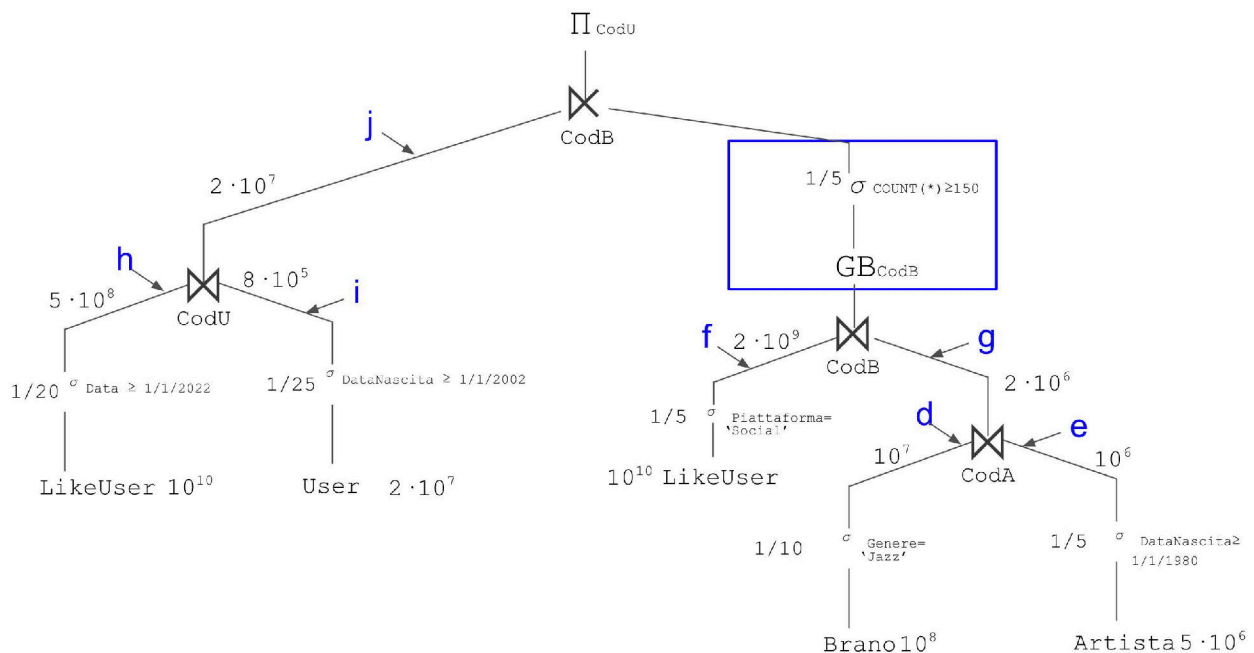 Π CodU
CodB
j
2·10⁷
1/5 σ COUNT(*)≥150
GB CodB
h
5·10⁸
8·10⁵
i
CodU
f
2·10⁹
g
CodB
2·10⁶
1/20 σ Data ≥ 1/1/2022
1/25 σ DataNascita ≥ 1/1/2002
1/5 σ Piattaforma=
'Social'
d
e
10⁷
10⁶
CodA
LikeUser 10¹⁰
User 2·10⁷
10¹⁰ LikeUser
1/10 σ Genere=
'Jazz'
1/5 σ DataNascita≥
1/1/1980
Brano 10⁸
Artista 5·10⁶